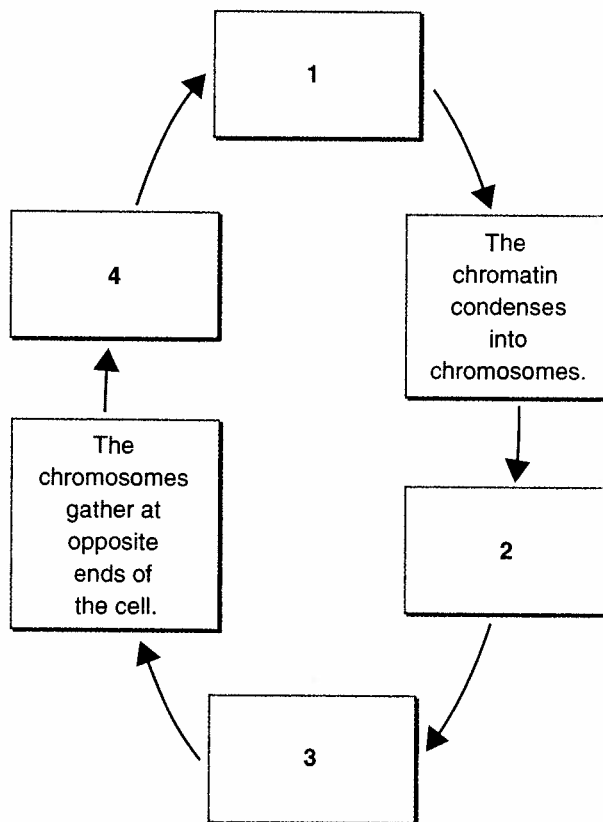 1
The
chromatin
condenses
into
chromosomes.
2
3
The
chromosomes
gather at
opposite
ends of
the cell.
4